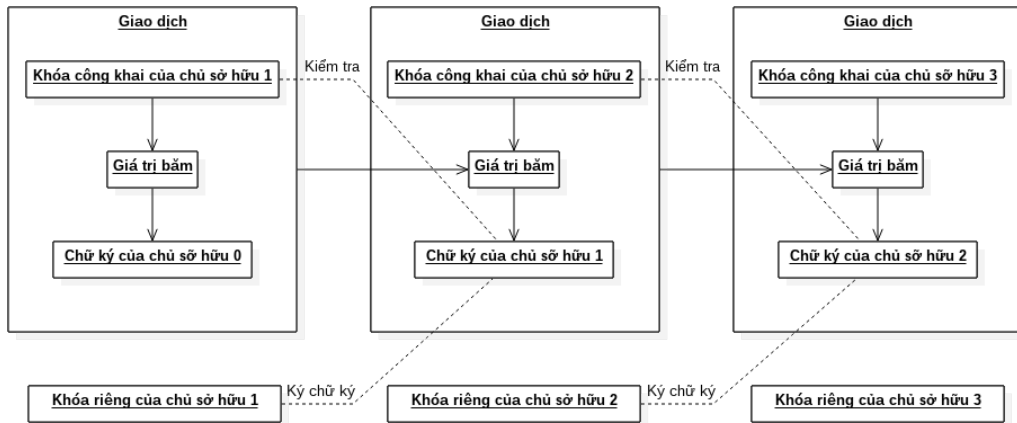 Giao dịch
Giao dịch
Giao dịch
Khóa công khai của chủ sở hữu 1
Kiểm tra
Khóa công khai của chủ sở hữu 2
Kiểm tra
Khóa công khai của chủ sỡ hữu 3
Giá trị băm
Giá trị băm
Giá trị băm
Chữ ký của chủ sỡ hữu 0
Chữ ký của chủ sỡ hữu 1
Chữ ký của chủ sỡ hữu 2
Khóa riêng của chủ sở hữu 1
Ký chữ ký
Khóa riêng của chủ sở hữu 2
Ký chữ ký
Khóa riêng của chủ sở hữu 3